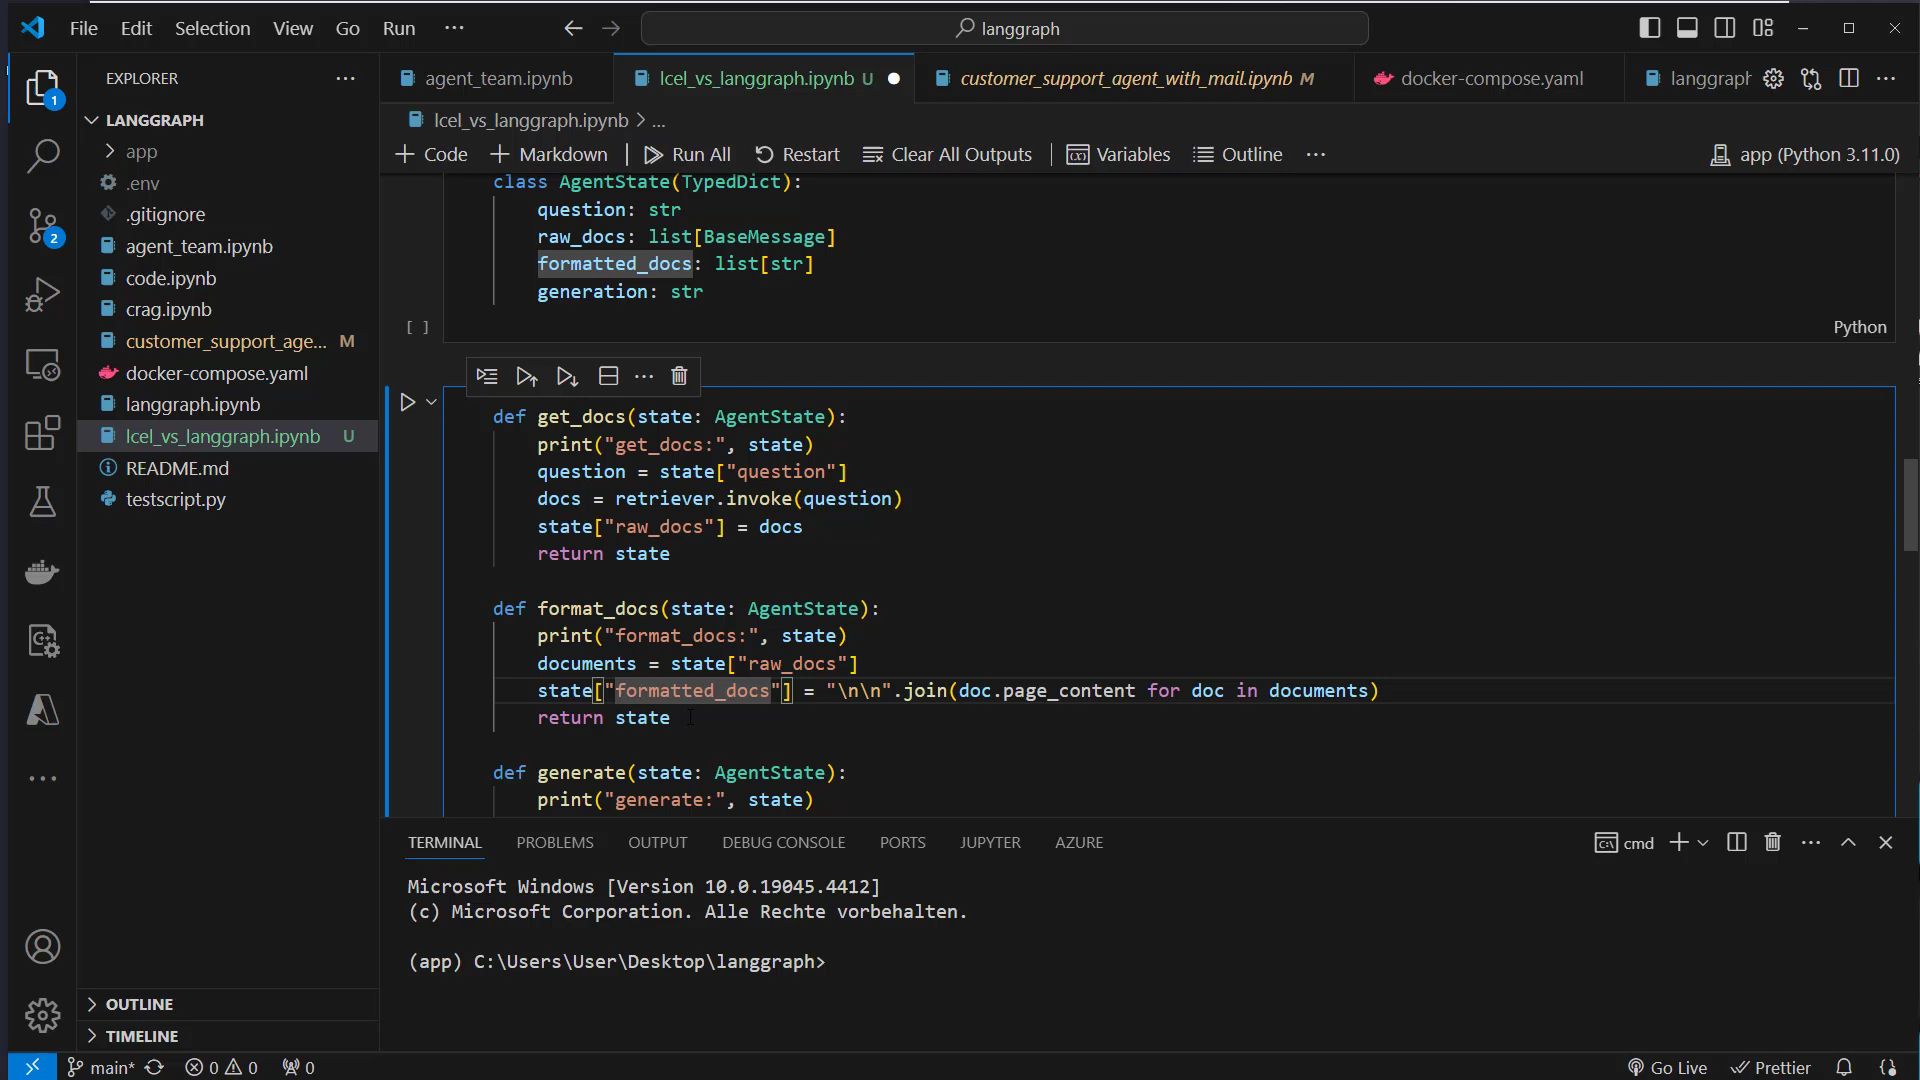 File Edit Selection View Go Run
langgraph
EXPLORER
agent_team.ipynb
lcel_vs_langgraph.ipynb U
customer_support_agent_with_mail.ipynb M
docker-compose.yaml
langgraph
LANGGRAPH
app
.env
.gitignore
agent_team.ipynb
code.ipynb
crag.ipynb
customer_support_age... M
docker-compose.yaml
langgraph.ipynb
lcel_vs_langgraph.ipynb U
README.md
testscript.py
OUTLINE
TIMELINE
1
2
lcel_vs_langgraph.ipynb > ...
+ Code + Markdown Run All Restart Clear All Outputs Variables Outline ...
app (Python 3.11.0)
class AgentState(TypedDict):
question: str
raw_docs: list[BaseMessage]
formatted_docs: list[str]
generation: str
[ ]
Python
def get_docs(state: AgentState):
print("get_docs:", state)
question = state["question"]
docs = retriever.invoke(question)
state["raw_docs"] = docs
return state
def format_docs(state: AgentState):
print("format_docs:", state)
documents = state["raw_docs"]
state["formatted_docs"] = "\n\n".join(doc.page_content for doc in documents)
return state
def generate(state: AgentState):
print("generate:", state)
TERMINAL PROBLEMS OUTPUT DEBUG CONSOLE PORTS JUPYTER AZURE
cmd
Microsoft Windows [Version 10.0.19045.4412]
(c) Microsoft Corporation. Alle Rechte vorbehalten.
(app) C:\Users\User\Desktop\langgraph>
main* 0 0 0
Go Live Prettier